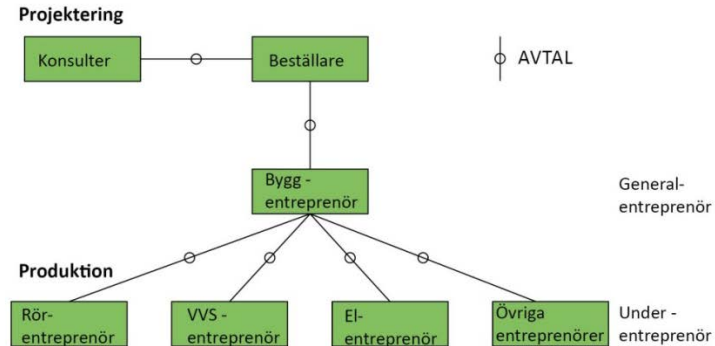 Projektering
Konsulter
Beställare
AVTAL
Bygg -
entreprenör
General-
entreprenör
Produktion
Rör-
entreprenör
VVS -
entreprenör
El-
entreprenör
Övriga
entreprenörer
Under -
entreprenör